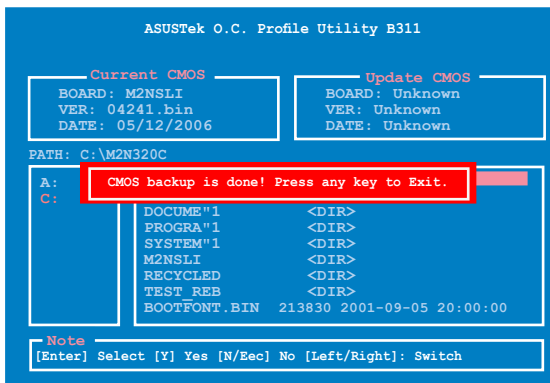 ASUSTek O.C. Profile Utility B311
Current CMOS
BOARD: M2NSLI
VER: 04241.bin
DATE: 05/12/2006
Update CMOS
BOARD: Unknown
VER: Unknown
DATE: Unknown
PATH: C:\M2N320C
A:
C:
CMOS backup is done! Press any key to Exit.
DOCUME"1 <DIR>
PROGRA"1 <DIR>
SYSTEM"1 <DIR>
M2NSLI <DIR>
RECYCLED <DIR>
TEST_REB <DIR>
BOOTFONT.BIN 213830 2001-09-05 20:00:00
Note
[Enter] Select [Y] Yes [N/Eec] No [Left/Right]: Switch